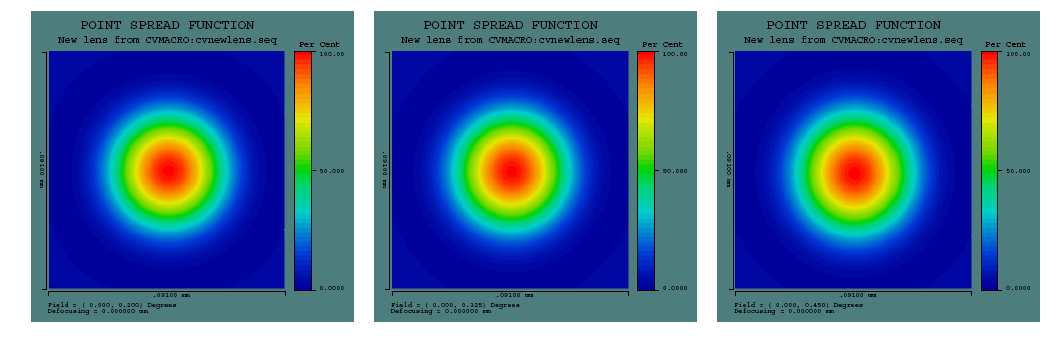 POINT SPREAD FUNCTION
New lens from CVMACRO:cvnewlens.seq
Per Cent
100.00
50.000
0.0000
.09100 mm
.09100 mm
Field = ( 0.000, 0.200) Degrees
Defocusing = 0.000000 mm
POINT SPREAD FUNCTION
New lens from CVMACRO:cvnewlens.seq
Per Cent
100.00
50.000
0.0000
.09100 mm
.09100 mm
Field = ( 0.000, 0.325) Degrees
Defocusing = 0.000000 mm
POINT SPREAD FUNCTION
New lens from CVMACRO:cvnewlens.seq
Per Cent
100.00
50.000
0.0000
.09100 mm
.09100 mm
Field = ( 0.000, 0.450) Degrees
Defocusing = 0.000000 mm